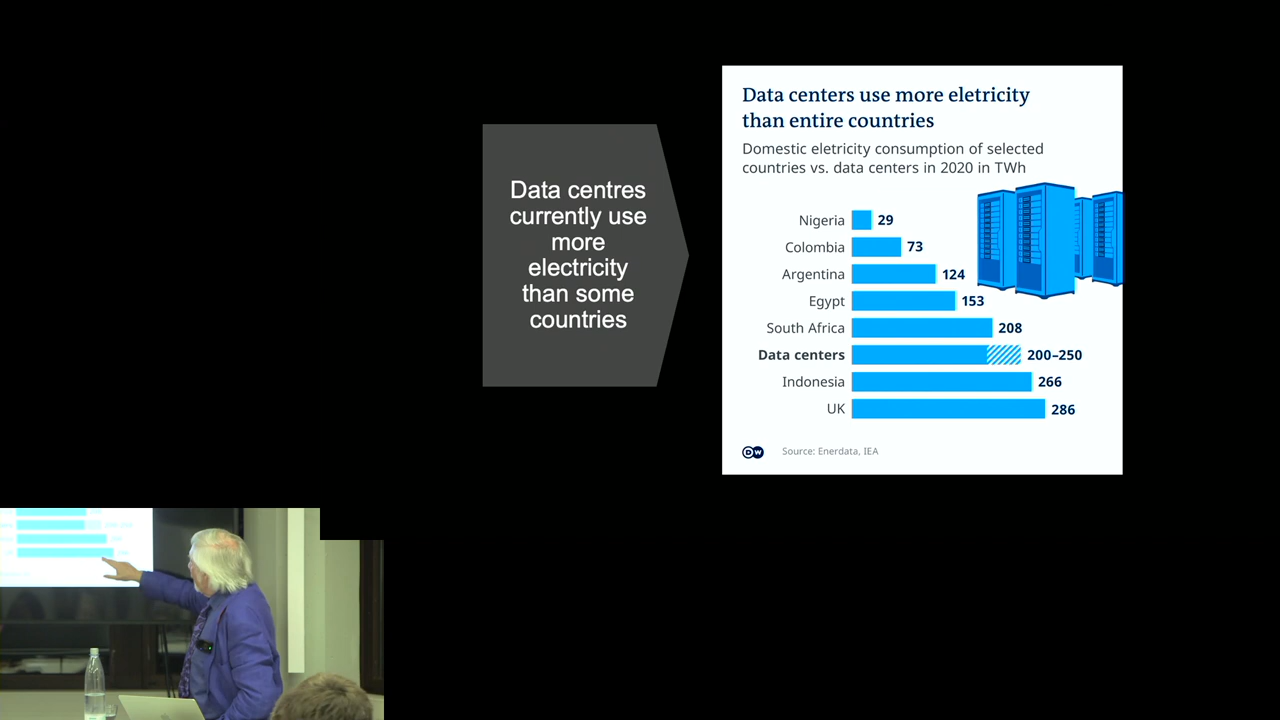 Data centres
currently use
more
electricity
than some
countries
Data centers use more eletricity
than entire countries
Domestic eletricity consumption of selected
countries vs. data centers in 2020 in TWh
Nigeria 29
Colombia 73
Argentina 124
Egypt 153
South Africa 208
Data centers 200–250
Indonesia 266
UK 286
DW Source: Enerdata, IEA